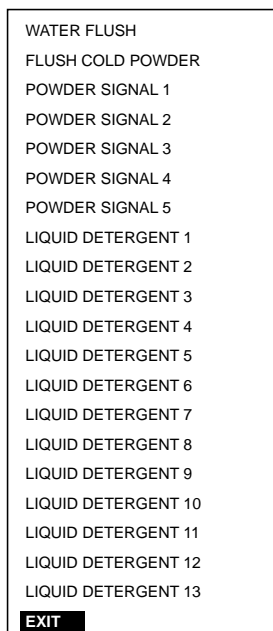 WATER FLUSH
FLUSH COLD POWDER
POWDER SIGNAL 1
POWDER SIGNAL 2
POWDER SIGNAL 3
POWDER SIGNAL 4
POWDER SIGNAL 5
LIQUID DETERGENT 1
LIQUID DETERGENT 2
LIQUID DETERGENT 3
LIQUID DETERGENT 4
LIQUID DETERGENT 5
LIQUID DETERGENT 6
LIQUID DETERGENT 7
LIQUID DETERGENT 8
LIQUID DETERGENT 9
LIQUID DETERGENT 10
LIQUID DETERGENT 11
LIQUID DETERGENT 12
LIQUID DETERGENT 13
EXIT